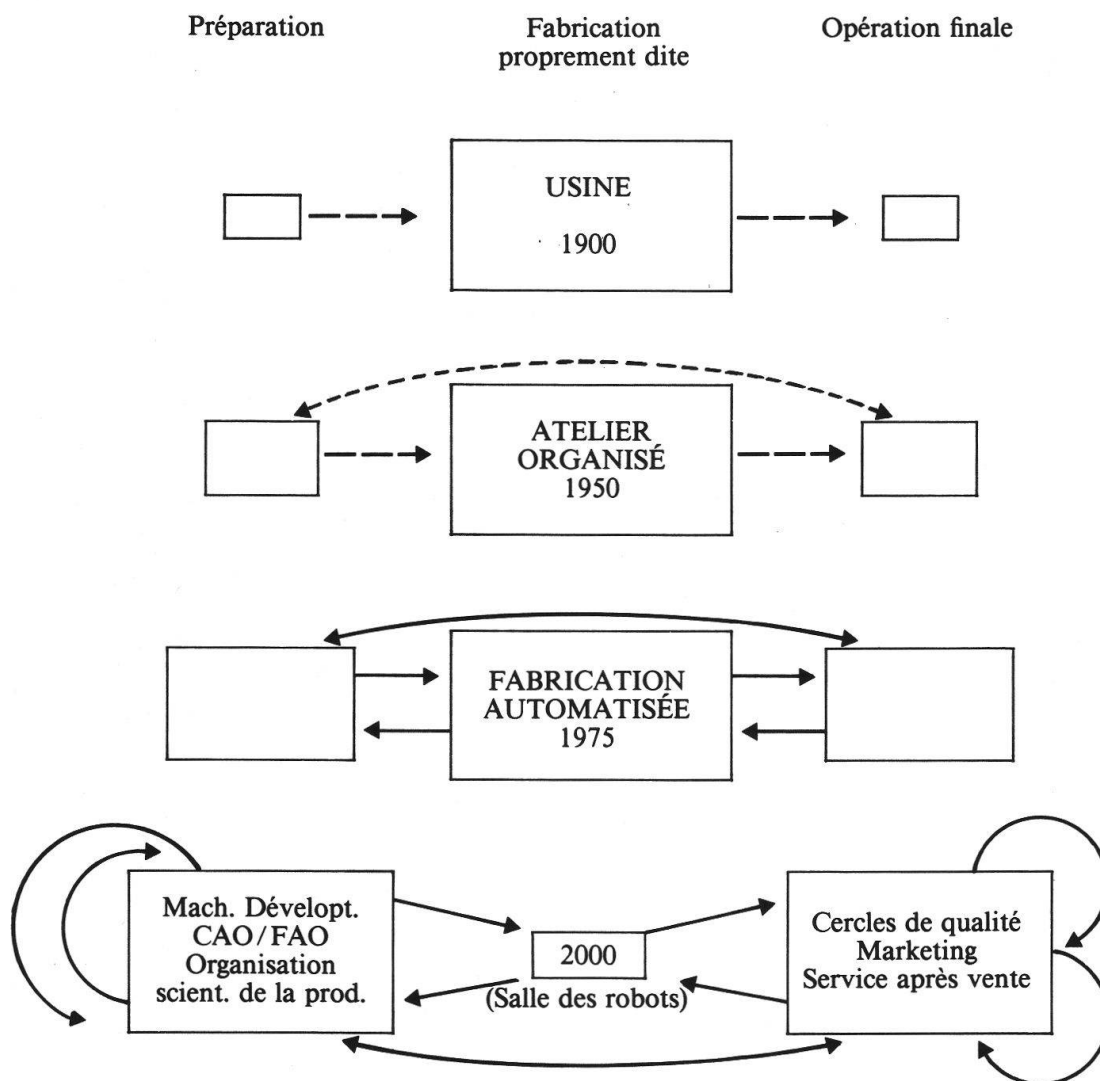 Préparation
Fabrication
proprement dite
Opération finale
USINE
1900
ATELIER
ORGANISÉ
1950
FABRICATION
AUTOMATISÉE
1975
Mach. Dévelopt.
CAO/FAO
Organisation
scient. de la prod.
2000
(Salle des robots)
Cercles de qualité
Marketing
Service après vente